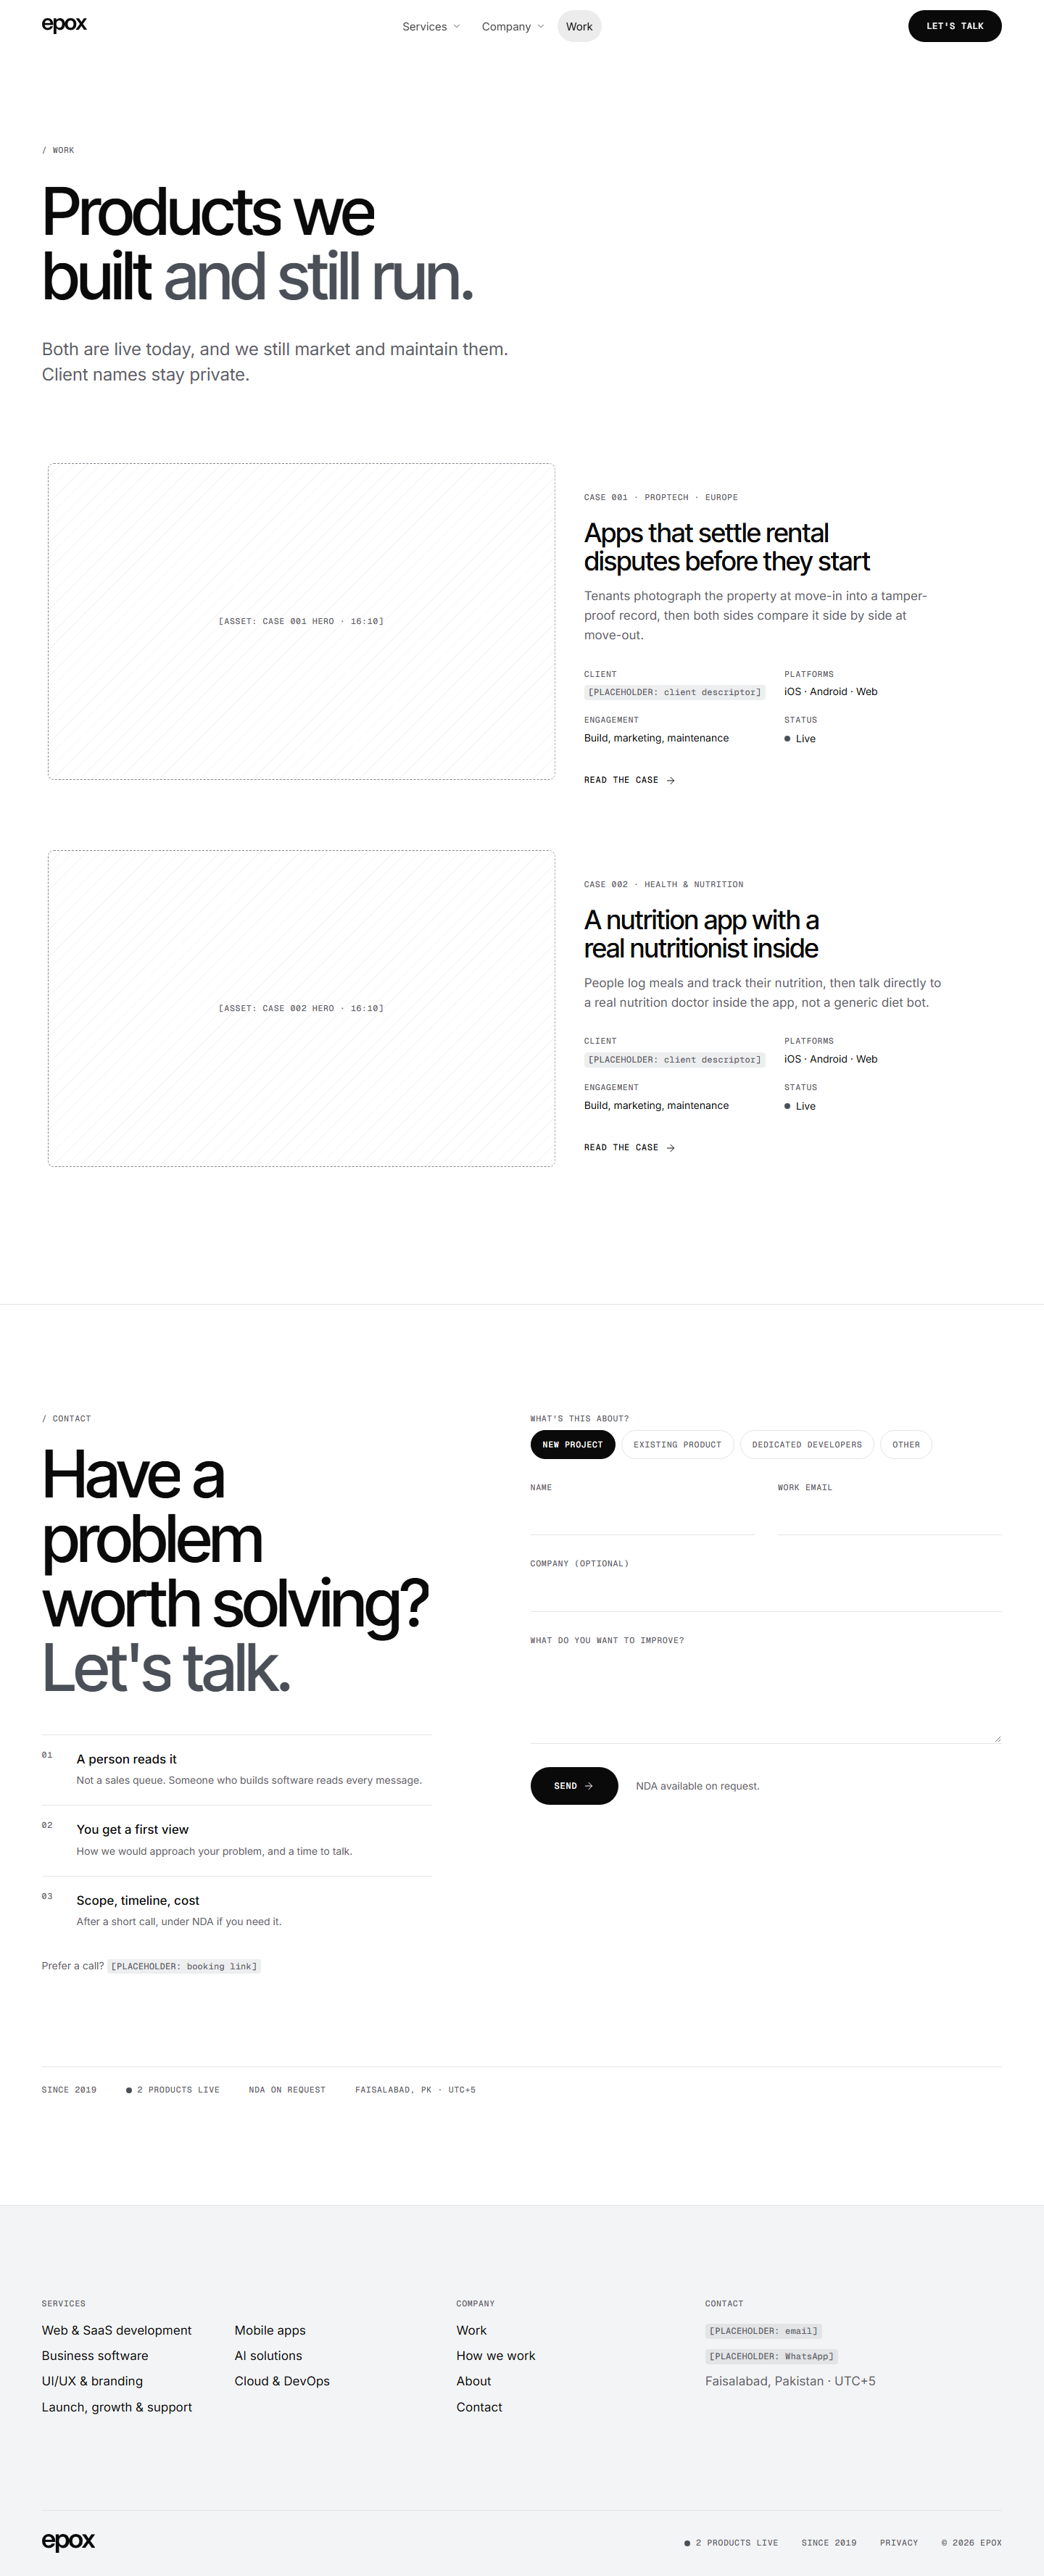 epox
Services
Company
Work
LET'S TALK
/ WORK
Products we
built and still run.
Both are live today, and we still market and maintain them.
Client names stay private.
[ASSET: CASE 001 HERO · 16:10]
CASE 001 · PROPTECH · EUROPE
Apps that settle rental
disputes before they start
Tenants photograph the property at move-in into a tamper-
proof record, then both sides compare it side by side at
move-out.
CLIENT
[PLACEHOLDER: client descriptor]
PLATFORMS
iOS · Android · Web
ENGAGEMENT
Build, marketing, maintenance
STATUS
Live
READ THE CASE →
[ASSET: CASE 002 HERO · 16:10]
CASE 002 · HEALTH & NUTRITION
A nutrition app with a
real nutritionist inside
People log meals and track their nutrition, then talk directly to
a real nutrition doctor inside the app, not a generic diet bot.
CLIENT
[PLACEHOLDER: client descriptor]
PLATFORMS
iOS · Android · Web
ENGAGEMENT
Build, marketing, maintenance
STATUS
Live
READ THE CASE →
/ CONTACT
Have a
problem
worth solving?
Let's talk.
01
A person reads it
Not a sales queue. Someone who builds software reads every message.
02
You get a first view
How we would approach your problem, and a time to talk.
03
Scope, timeline, cost
After a short call, under NDA if you need it.
Prefer a call? [PLACEHOLDER: booking link]
WHAT'S THIS ABOUT?
NEW PROJECT
EXISTING PRODUCT
DEDICATED DEVELOPERS
OTHER
NAME
WORK EMAIL
COMPANY (OPTIONAL)
WHAT DO YOU WANT TO IMPROVE?
SEND →
NDA available on request.
SINCE 2019
2 PRODUCTS LIVE
NDA ON REQUEST
FAISALABAD, PK · UTC+5
SERVICES
Web & SaaS development
Business software
UI/UX & branding
Launch, growth & support
Mobile apps
AI solutions
Cloud & DevOps
COMPANY
Work
How we work
About
Contact
CONTACT
[PLACEHOLDER: email]
[PLACEHOLDER: WhatsApp]
Faisalabad, Pakistan · UTC+5
epox
2 PRODUCTS LIVE
SINCE 2019
PRIVACY
© 2026 EPOX